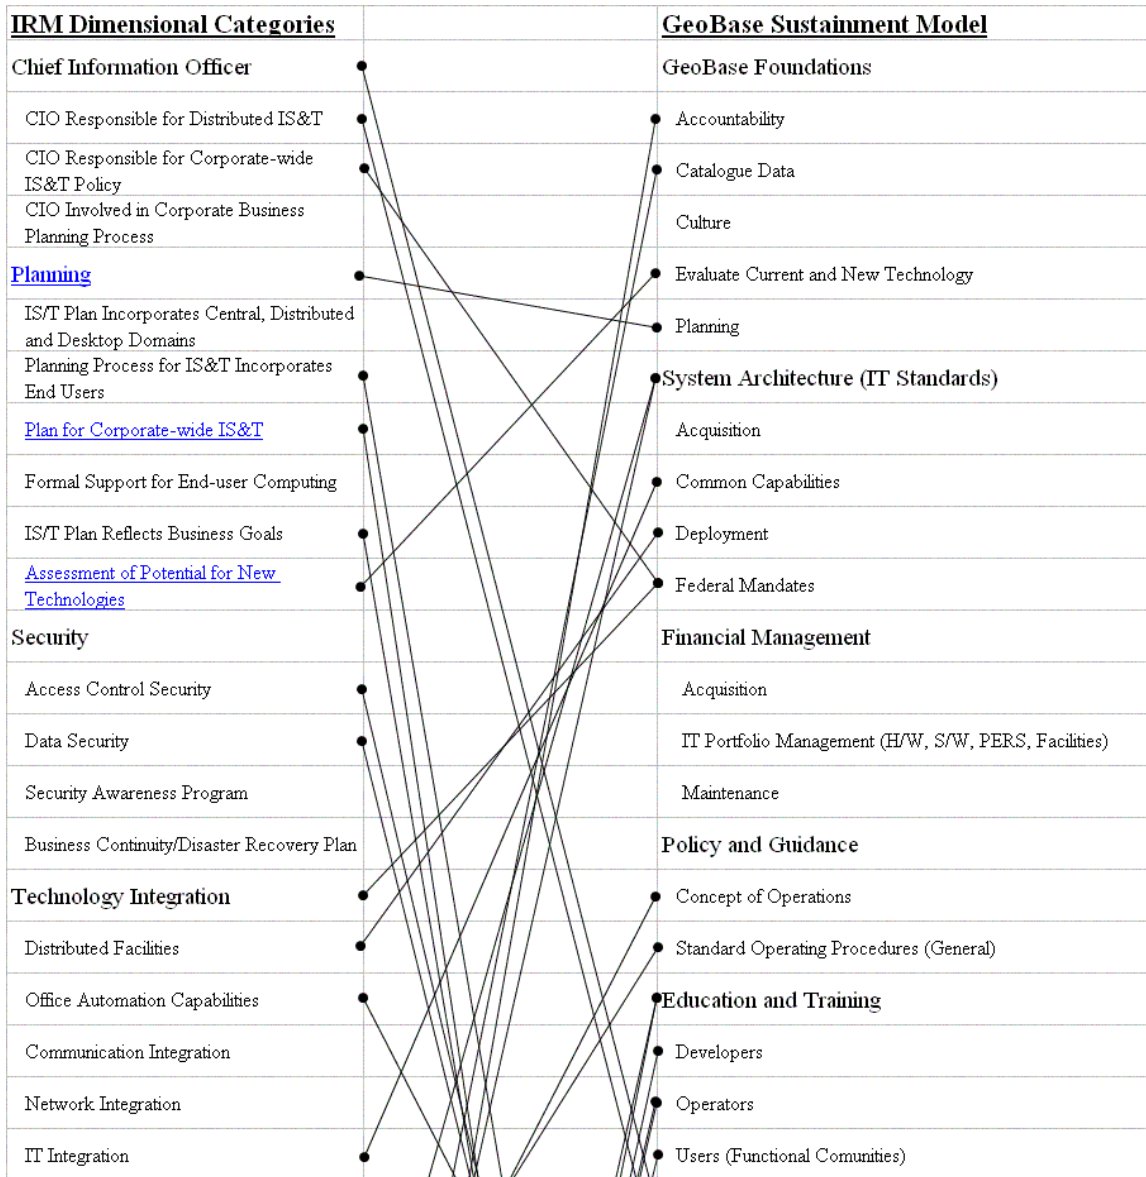 IRM Dimensional Categories
GeoBase Sustainment Model
Chief Information Officer
GeoBase Foundations
CIO Responsible for Distributed IS&T
Accountability
CIO Responsible for Corporate-wide
IS&T Policy
Catalogue Data
CIO Involved in Corporate Business
Planning Process
Culture
Planning
Evaluate Current and New Technology
IS/T Plan Incorporates Central, Distributed
and Desktop Domains
Planning
Planning Process for IS&T Incorporates
End Users
System Architecture (IT Standards)
Plan for Corporate-wide IS&T
Acquisition
Formal Support for End-user Computing
Common Capabilities
IS/T Plan Reflects Business Goals
Deployment
Assessment of Potential for New
Technologies
Federal Mandates
Security
Financial Management
Access Control Security
Acquisition
Data Security
IT Portfolio Management (H/W, S/W, PERS, Facilities)
Security Awareness Program
Maintenance
Business Continuity/Disaster Recovery Plan
Policy and Guidance
Technology Integration
Concept of Operations
Distributed Facilities
Standard Operating Procedures (General)
Office Automation Capabilities
Education and Training
Communication Integration
Developers
Network Integration
Operators
IT Integration
Users (Functional Comunities)